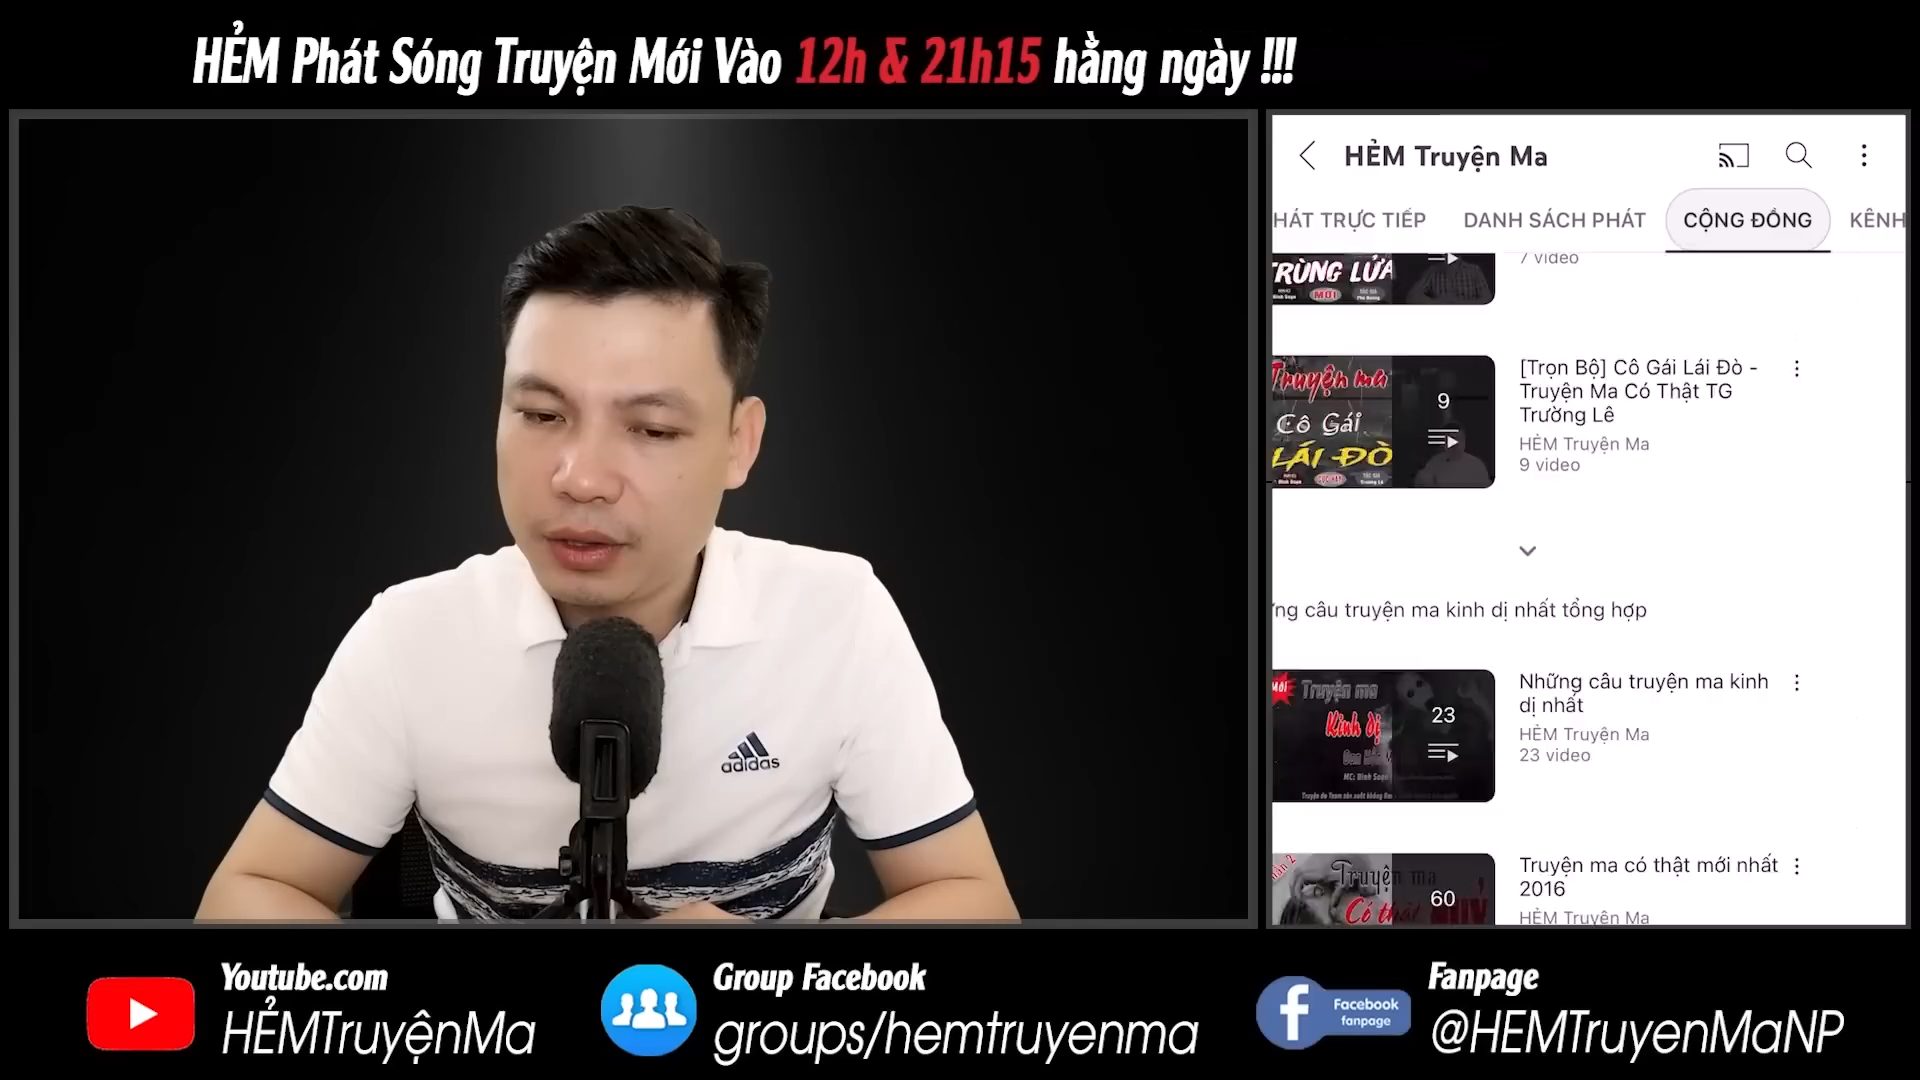 HẺM Phát Sóng Truyện Mới Vào 12h & 21h15 hằng ngày !!!
adidas
HẺM Truyện Ma
HÁT TRỰC TIẾP DANH SÁCH PHÁT CỘNG ĐỒNG KÊNH
TRÙNG LỬA
MỚI
7 video
Truyện ma
Cô Gái
LÁI ĐÒ
9
[Trọn Bộ] Cô Gái Lái Đò -
Truyện Ma Có Thật TG
Trường Lê
HẺM Truyện Ma
9 video
ng câu truyện ma kinh dị nhất tổng hợp
MỚI
Truyện ma
Kinh dị
23
Những câu truyện ma kinh
dị nhất
HẺM Truyện Ma
23 video
Truyện ma
Có thật
60
Truyện ma có thật mới nhất
2016
HẺM Truyện Ma
Youtube.com
HẺMTruyệnMa
Group Facebook
groups/hemtruyenma
Facebook
fanpage
Fanpage
@HEMTruyenMaNP